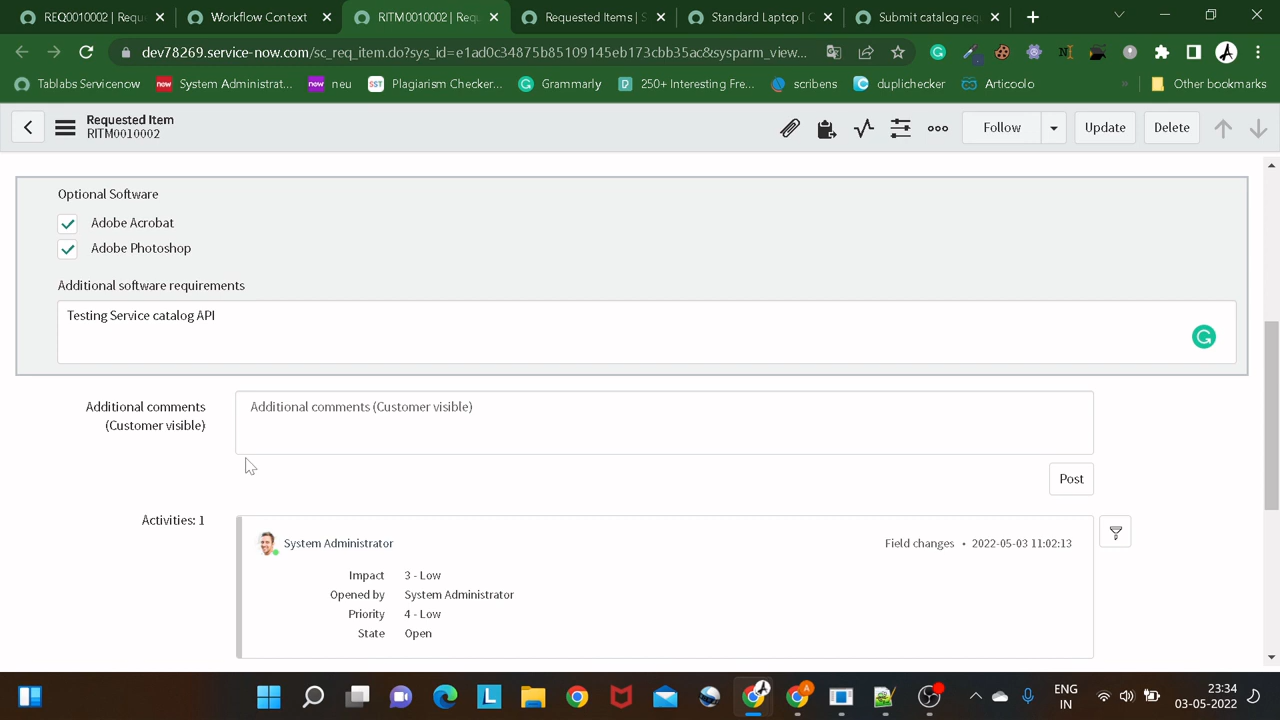 REQ0010002 | Requ
Workflow Context
RITM0010002 | Requ
Requested Items | S
Standard Laptop | C
Submit catalog req
dev78269.service-now.com/sc_req_item.do?sys_id=e1ad0c34875b85109145eb173cbb35ac&sysparm_view...
Tablabs Servicenow
now
System Administrat...
now
neu
SST
Plagiarism Checker...
Grammarly
250+ Interesting Fre...
scribens
duplichecker
Articoolo
»
Other bookmarks
Requested Item
RITM0010002
Follow
Update
Delete
Optional Software
Adobe Acrobat
Adobe Photoshop
Additional software requirements
Testing Service catalog API
Additional comments
(Customer visible)
Additional comments (Customer visible)
Post
Activities: 1
System Administrator
Field changes • 2022-05-03 11:02:13
Impact 3 - Low
Opened by System Administrator
Priority 4 - Low
State Open
ENG
IN
23:34
03-05-2022